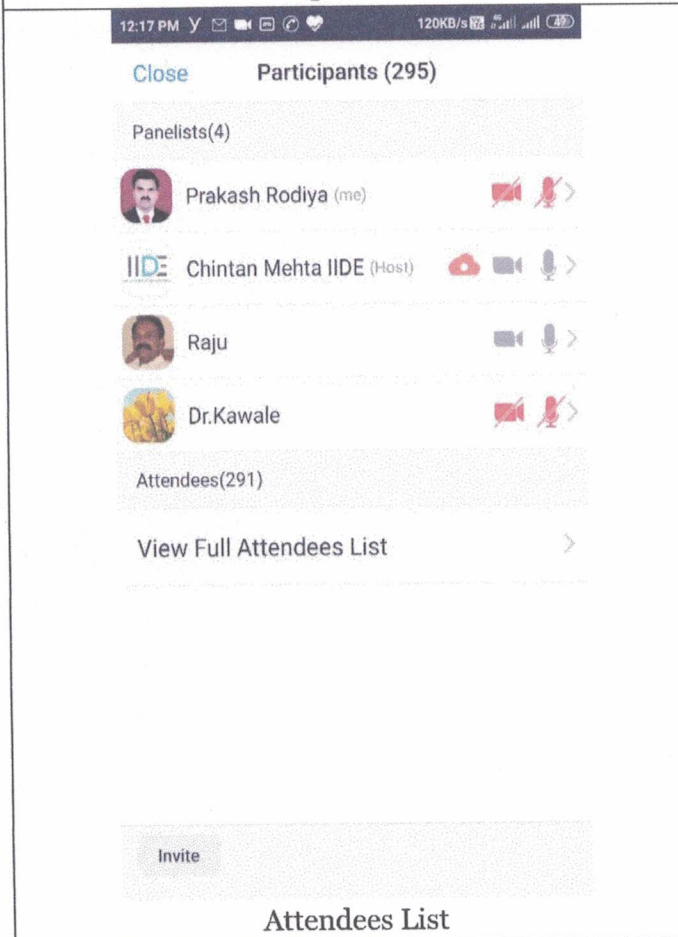 12:17 PM 120KB/s 49
Close Participants (295)
Panelists(4)
Prakash Rodiya (me)
IIDE Chintan Mehta IIDE (Host)
Raju
Dr.Kawale
Attendees(291)
View Full Attendees List
Invite
Attendees List